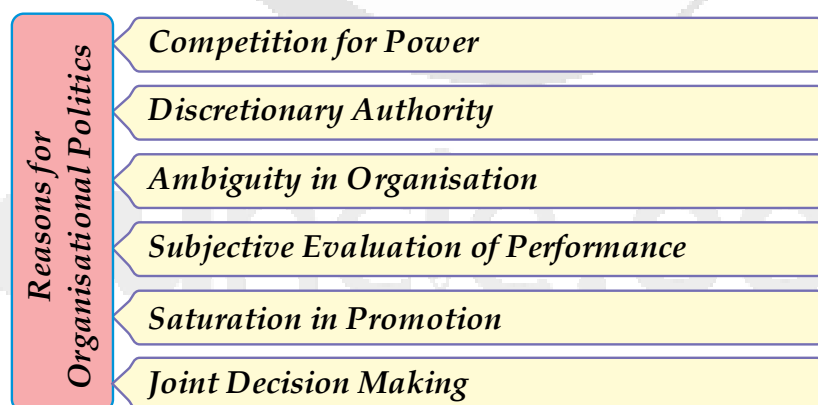 Reasons for
Organisational Politics
Competition for Power
Discretionary Authority
Ambiguity in Organisation
Subjective Evaluation of Performance
Saturation in Promotion
Joint Decision Making